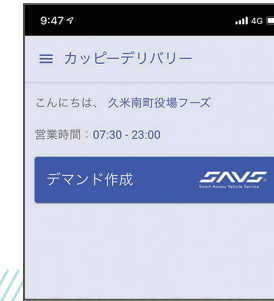 9:47 4G
カッピーデリバリー
こんにちは、 久米南町役場フーズ
営業時間：07:30 - 23:00
デマンド作成 SAVS
Smart Access Vehicle Service